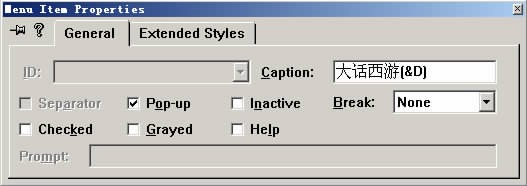 Menu Item Properties
General Extended Styles
ID: Caption: 大话西游(&D)
Separator Pop-up Inactive Break: None
Checked Grayed Help
Prompt: